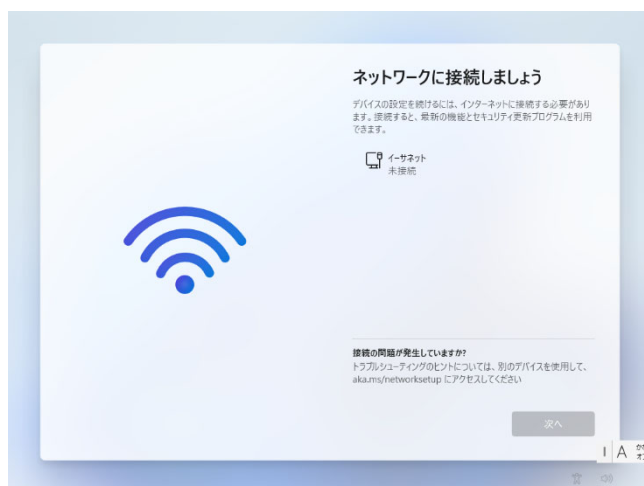 ネットワークに接続しましょう
デバイスの設定を続けるには、インターネットに接続する必要があり
ます。接続すると、最新の機能とセキュリティ更新プログラムを利用
できます。
イーサネット
未接続
接続の問題が発生していますか?
トラブルシューティングのヒントについては、別のデバイスを使用して、
aka.ms/networksetup にアクセスしてください
次へ
A